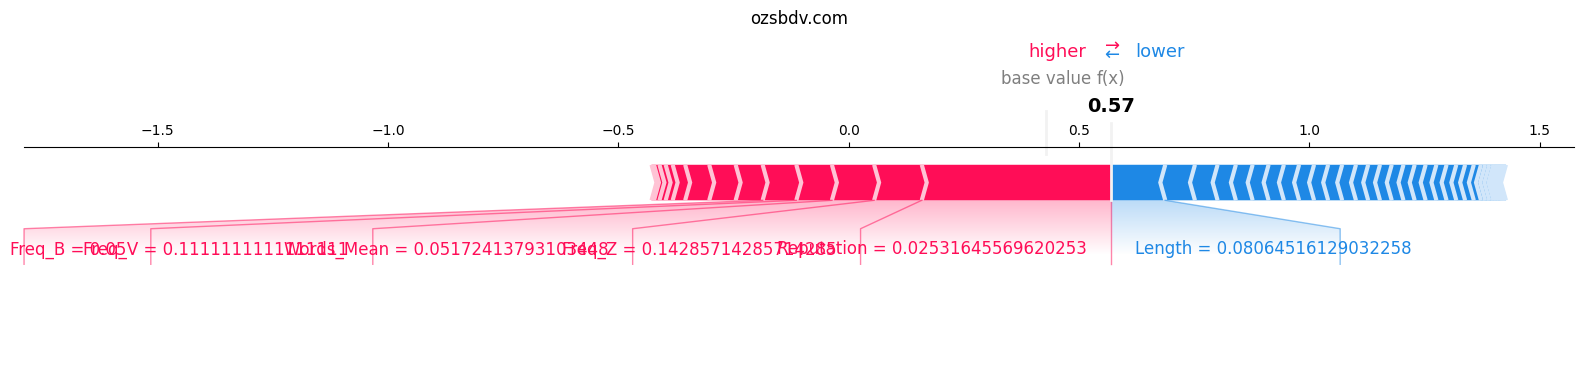 ozsbdv.com
higher ⇄ lower
base value f(x)
0.57
−1.5 −1.0 −0.5 0.0 0.5 1.0 1.5
Freq_B = 0.05 Freq_V = 0.1111111111111111 Words_Mean = 0.05172413793103448 Freq_Z = 0.14285714285714285 Reputation = 0.02531645569620253 Length = 0.08064516129032258